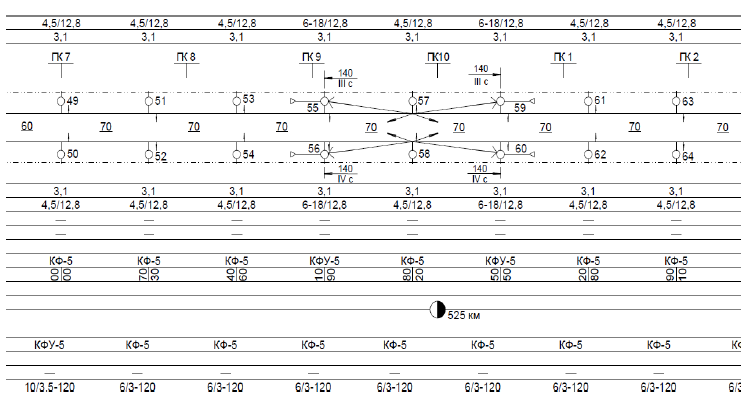 4,5/12,8 4,5/12,8 4,5/12,8 6-18/12,8 4,5/12,8 6-18/12,8 4,5/12,8 4,5/12,8
3,1 3,1 3,1 3,1 3,1 3,1 3,1 3,1
ПК 7 ПК 8 ПК 9 ПК10 ПК 1 ПК 2
140 140
III с III с
49 51 53 55 57 59 61 63
60 70 70 70 70 70 70 70 70
50 52 54 56 58 60 62 64
140 140
IV с IV с
3,1 3,1 3,1 3,1 3,1 3,1 3,1 3,1
4,5/12,8 4,5/12,8 4,5/12,8 6-18/12,8 4,5/12,8 6-18/12,8 4,5/12,8 4,5/12,8
— — — — — — — —
— — — — — — — —
КФ-5 КФ-5 КФ-5 КФУ-5 КФ-5 КФУ-5 КФ-5 КФ-5
00 70 40 10 80 50 20 90
00 30 60 90 20 50 80 10
525 км
КФУ-5 КФ-5 КФ-5 КФ-5 КФ-5 КФ-5 КФ-5 КФ-5
— — — — — — — —
10/3.5-120 6/3-120 6/3-120 6/3-120 6/3-120 6/3-120 6/3-120 6/3-120